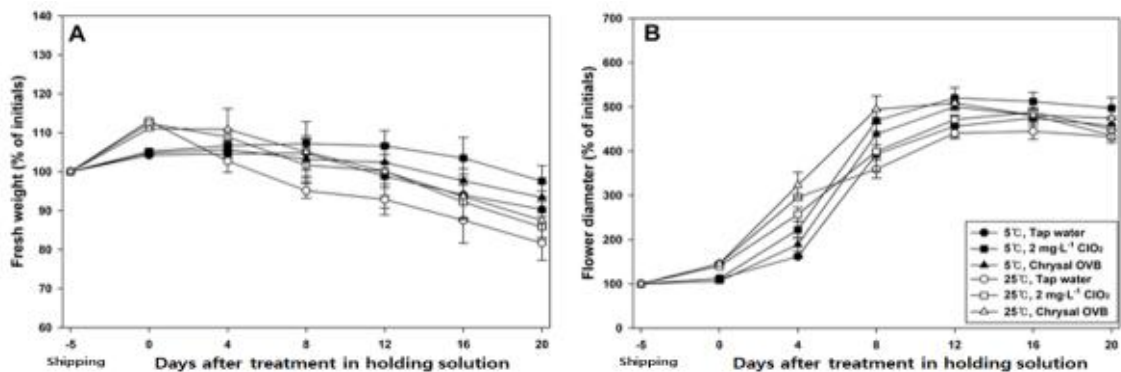 A
Fresh weight (% of initials)
140
130
120
110
100
90
80
70
60
-5
0
4
8
12
16
20
Shipping
Days after treatment in holding solution
B
Flower diameter (% of initials)
700
600
500
400
300
200
100
0
-5
0
4
8
12
16
20
Shipping
Days after treatment in holding solution
5℃, Tap water
5℃, 2 mg·L⁻¹ ClO₂
5℃, Chrysal OVB
25℃, Tap water
25℃, 2 mg·L⁻¹ ClO₂
25℃, Chrysal OVB